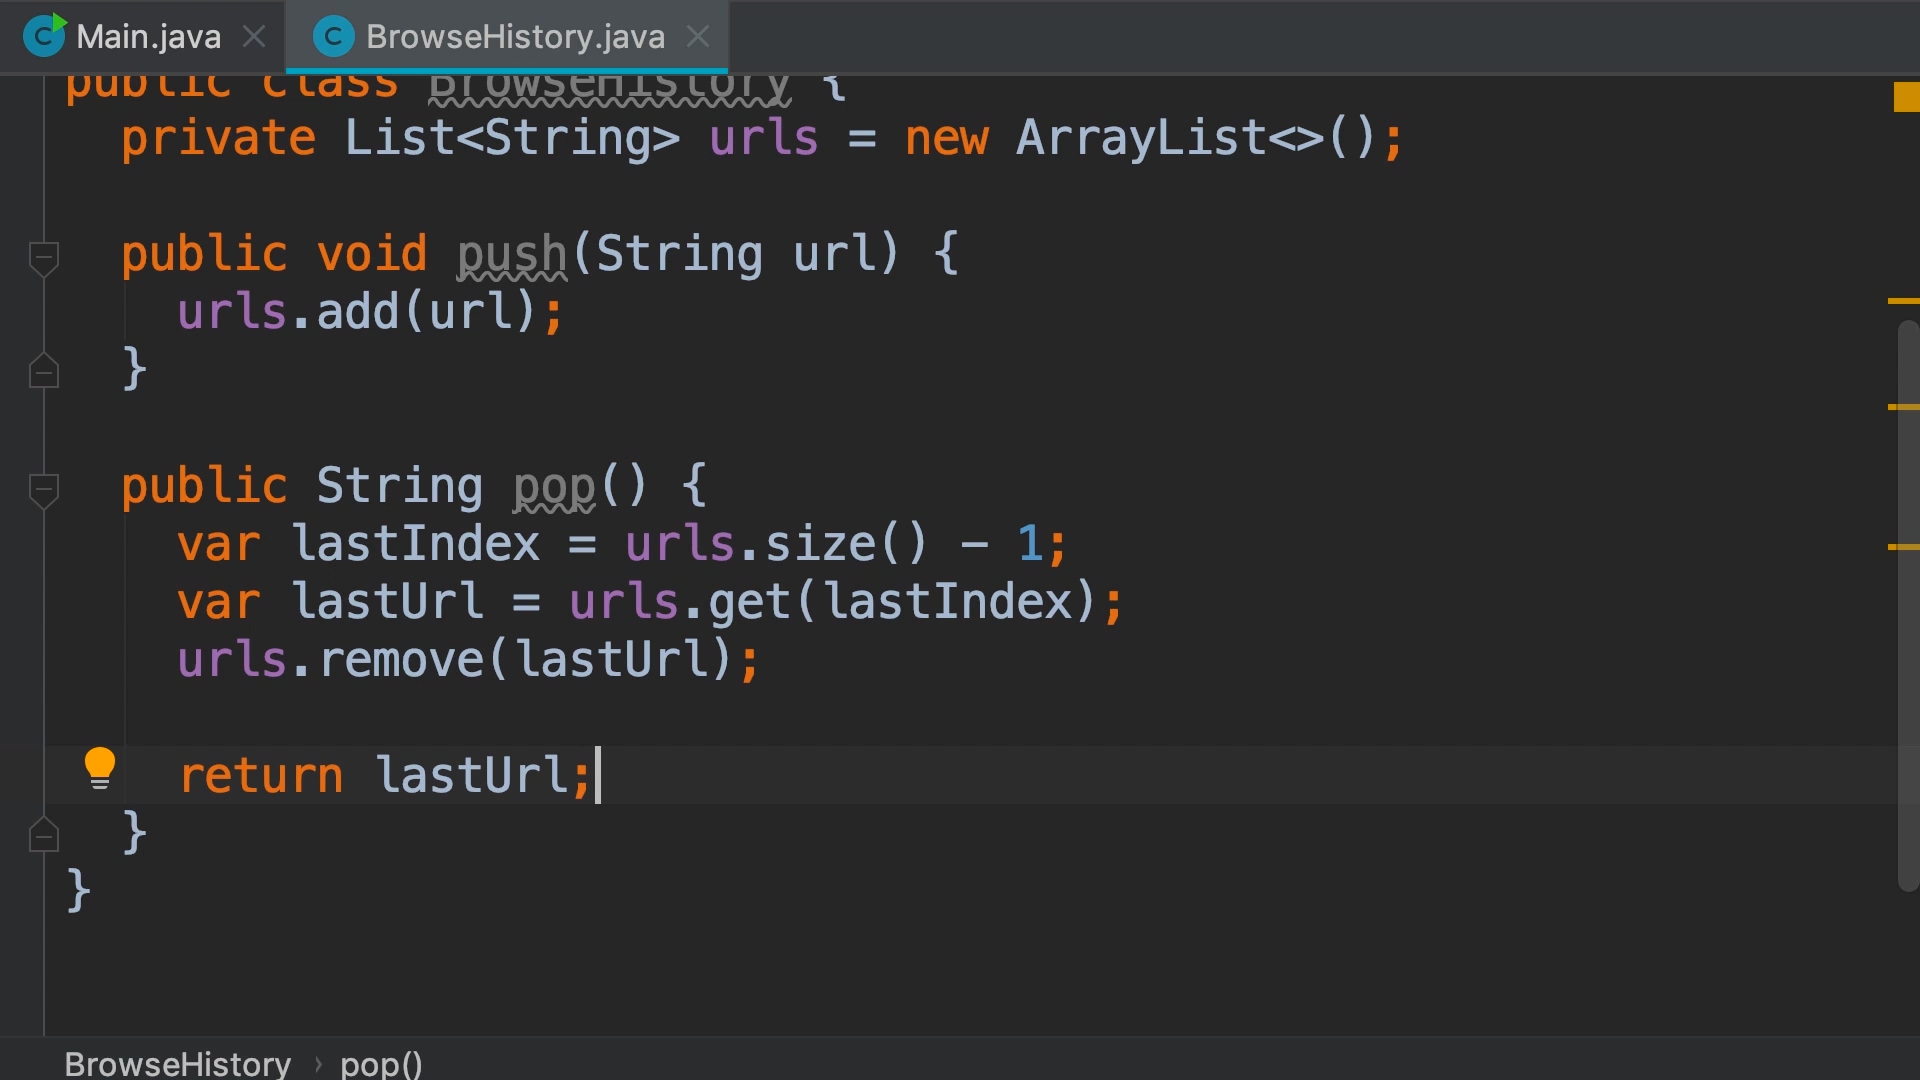 Main.java
BrowseHistory.java
public class BrowseHistory {
private List<String> urls = new ArrayList<>();
public void push(String url) {
urls.add(url);
}
public String pop() {
var lastIndex = urls.size() - 1;
var lastUrl = urls.get(lastIndex);
urls.remove(lastUrl);
return lastUrl;
}
}
BrowseHistory › pop()